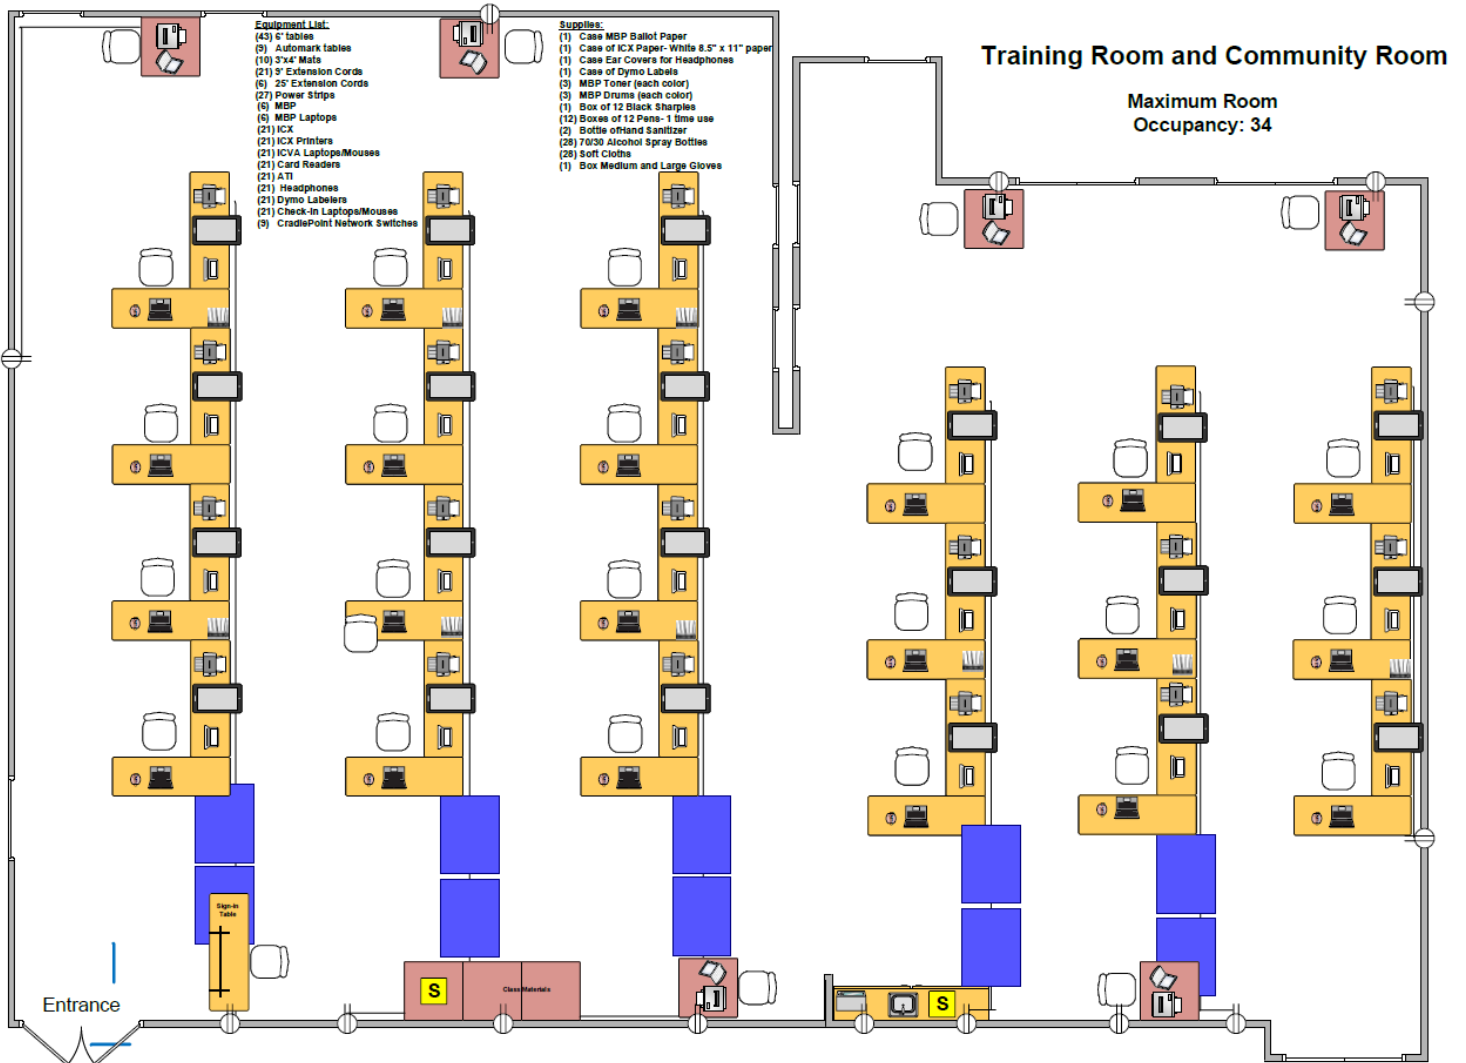 Equipment List:
(43) 6' tables
(9) Automark tables
(10) 3'x4' Mats
(21) 9' Extension Cords
(6) 25' Extension Cords
(27) Power Strips
(6) MBP
(6) MBP Laptops
(21) ICX
(21) ICX Printers
(21) ICVA Laptops/Mouses
(21) Card Readers
(21) ATI
(21) Headphones
(21) Dymo Labelers
(21) Check-In Laptops/Mouses
(9) CradlePoint Network Switches
Supplies:
(1) Case MBP Ballot Paper
(1) Case of ICX Paper- White 8.5" x 11" paper
(1) Case Ear Covers for Headphones
(1) Case of Dymo Labels
(3) MBP Toner (each color)
(3) MBP Drums (each color)
(1) Box of 12 Black Sharpies
(12) Boxes of 12 Pens- 1 time use
(2) Bottle ofHand Sanitizer
(28) 70/30 Alcohol Spray Bottles
(28) Soft Cloths
(1) Box Medium and Large Gloves
Training Room and Community Room
Maximum Room
Occupancy: 34
Sign-in
Table
Entrance
S
Class Materials
S